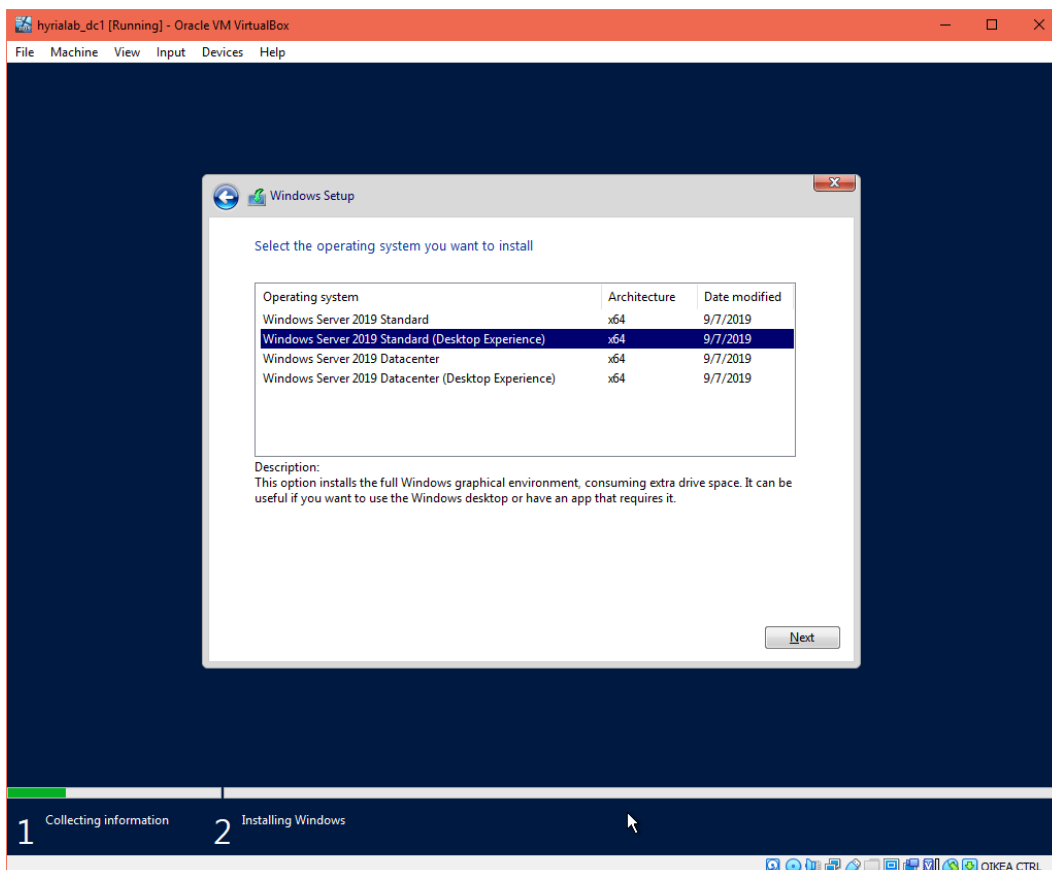 hyrialab_dc1 [Running] - Oracle VM VirtualBox
File Machine View Input Devices Help
Windows Setup
Select the operating system you want to install
Operating system Architecture Date modified
Windows Server 2019 Standard x64 9/7/2019
Windows Server 2019 Standard (Desktop Experience) x64 9/7/2019
Windows Server 2019 Datacenter x64 9/7/2019
Windows Server 2019 Datacenter (Desktop Experience) x64 9/7/2019
Description:
This option installs the full Windows graphical environment, consuming extra drive space. It can be
useful if you want to use the Windows desktop or have an app that requires it.
Next
1 Collecting information 2 Installing Windows
OIKEA CTRL